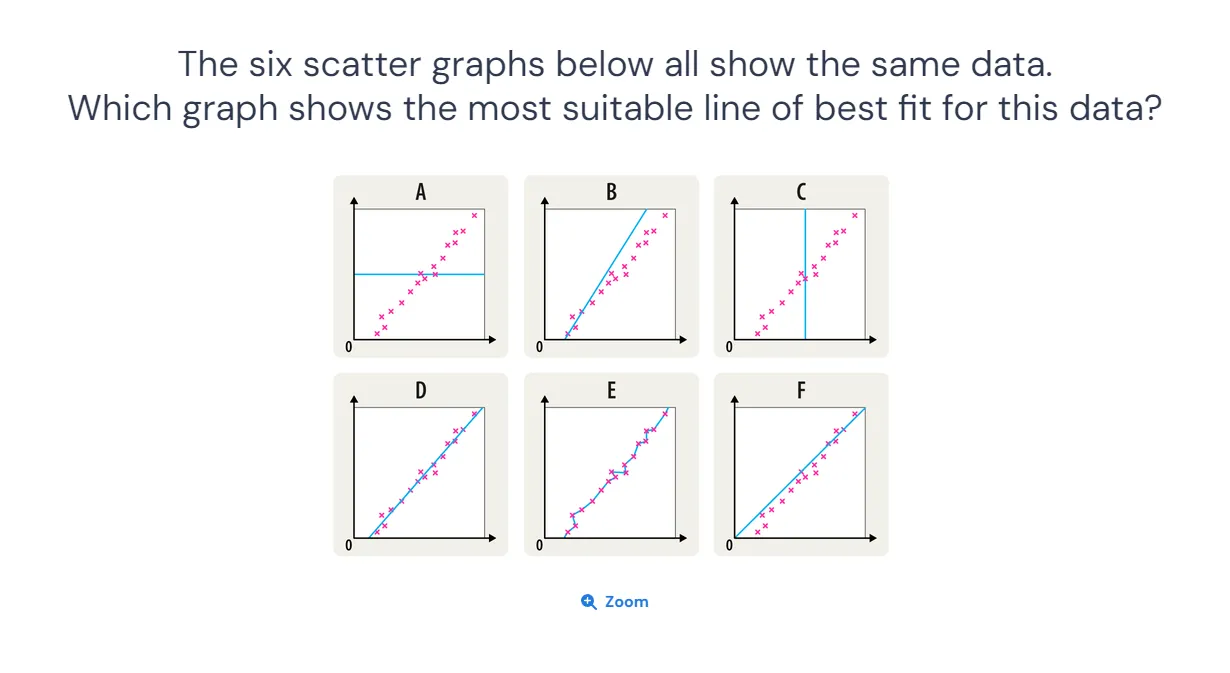 The six scatter graphs below all show the same data.
Which graph shows the most suitable line of best fit for this data?
A
B
C
0
0
0
D
E
F
0
0
0
Zoom